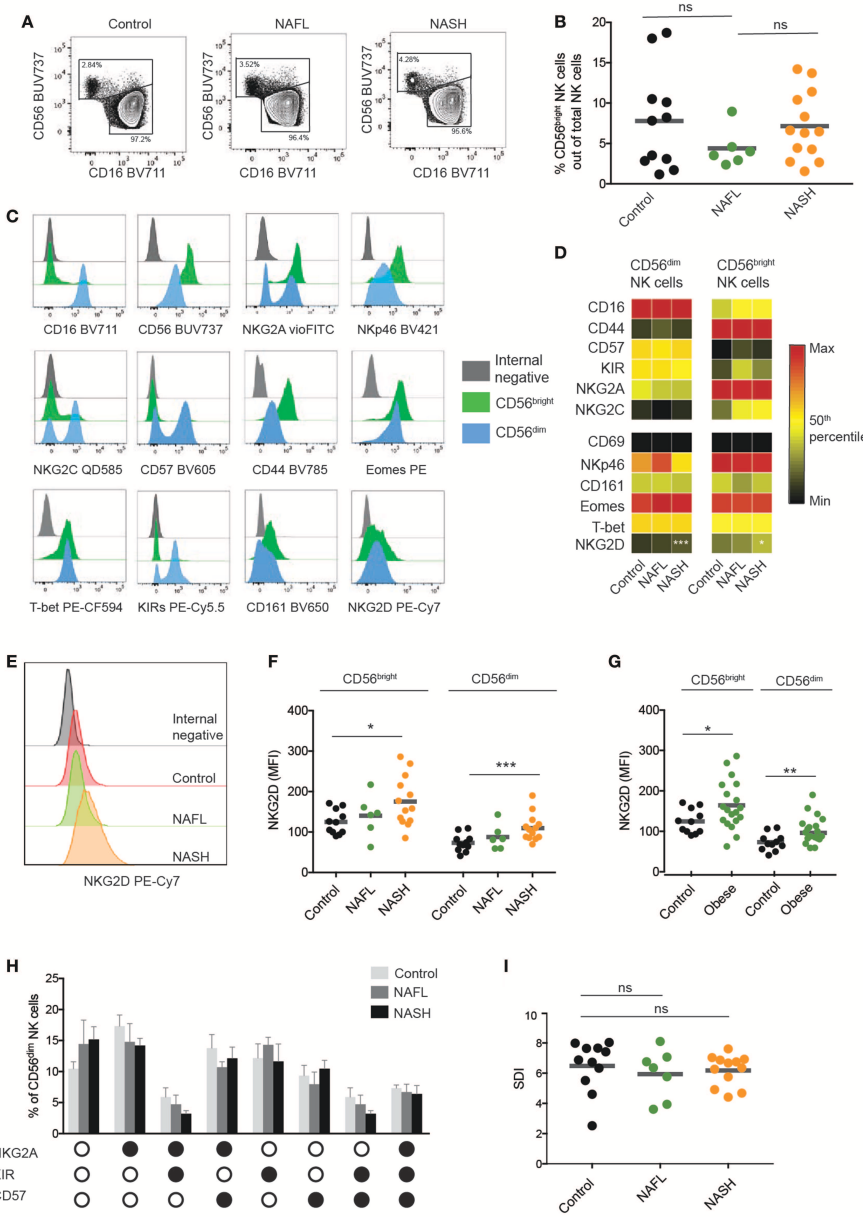 A
Control
NAFL
NASH
CD56 BUV737
CD56 BUV737
CD56 BUV737
2.84%
97.2%
3.52%
96.4%
4.28%
95.6%
CD16 BV711
CD16 BV711
CD16 BV711
B
ns
ns
% CD56bright NK cells
out of total NK cells
20
15
10
5
0
Control
NAFL
NASH
C
CD16 BV711
CD56 BUV737
NKG2A vioFITC
NKp46 BV421
NKG2C QD585
CD57 BV605
CD44 BV785
Eomes PE
T-bet PE-CF594
KIRs PE-Cy5.5
CD161 BV650
NKG2D PE-Cy7
Internal
negative
CD56bright
CD56dim
D
CD56dim
NK cells
CD56bright
NK cells
CD16
CD44
CD57
KIR
NKG2A
NKG2C
CD69
NKp46
CD161
Eomes
T-bet
NKG2D
***
*
Control
NAFL
NASH
Control
NAFL
NASH
Max
50th
percentile
Min
E
Internal
negative
Control
NAFL
NASH
NKG2D PE-Cy7
F
CD56bright
CD56dim
*
***
NKG2D (MFI)
400
300
200
100
0
Control
NAFL
NASH
Control
NAFL
NASH
G
CD56bright
CD56dim
*
**
NKG2D (MFI)
400
300
200
100
0
Control
Obese
Control
Obese
H
Control
NAFL
NASH
% of CD56dim NK cells
25
20
15
10
5
0
NKG2A
KIR
CD57
I
ns
ns
SDI
10
8
6
4
2
0
Control
NAFL
NASH